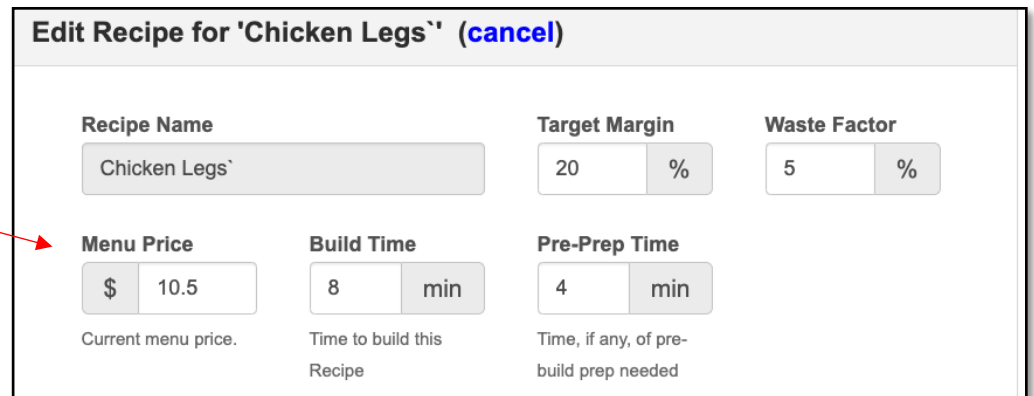 Edit Recipe for 'Chicken Legs`' (cancel)
Recipe Name Target Margin Waste Factor
Chicken Legs` 20 % 5 %
Menu Price Build Time Pre-Prep Time
$ 10.5 8 min 4 min
Current menu price. Time to build this Time, if any, of pre-
Recipe build prep needed